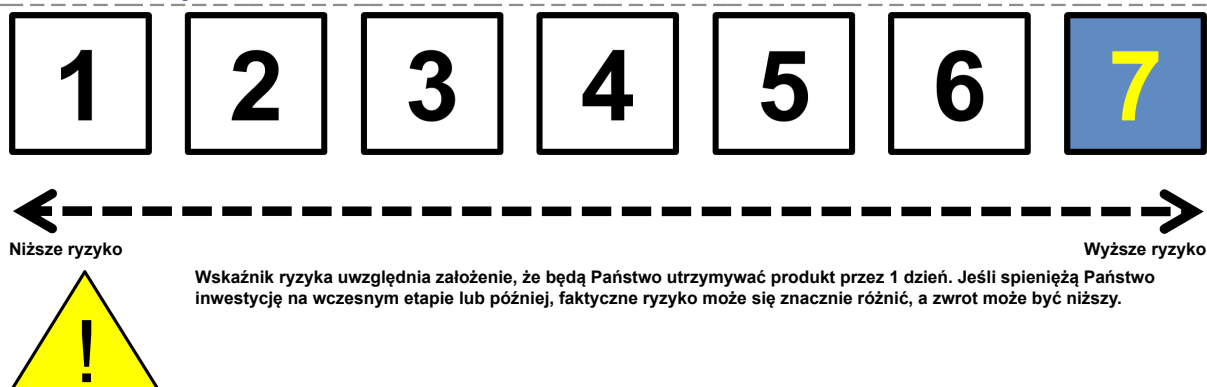 1 2 3 4 5 6 7
Niższe ryzyko Wyższe ryzyko
Wskaźnik ryzyka uwzględnia założenie, że będą Państwo utrzymywać produkt przez 1 dzień. Jeśli spieniężą Państwo
inwestycję na wczesnym etapie lub później, faktyczne ryzyko może się znacznie różnić, a zwrot może być niższy.
!